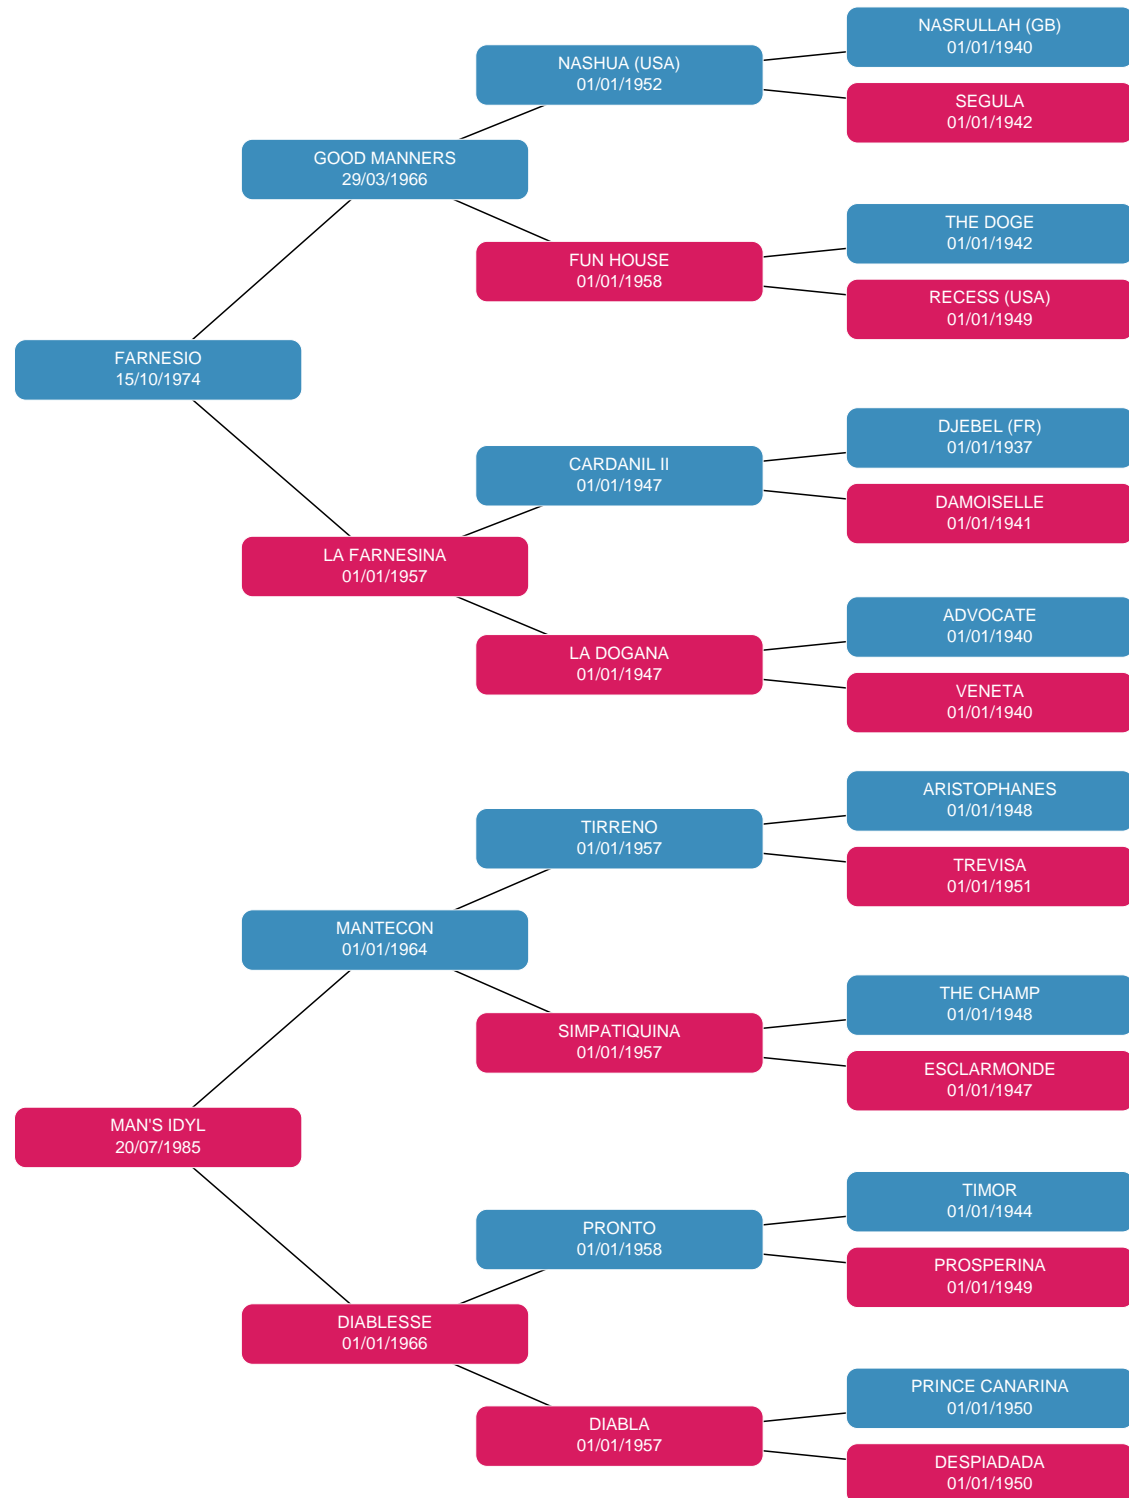 NASRULLAH (GB)
01/01/1940
NASHUA (USA)
01/01/1952
SEGULA
01/01/1942
GOOD MANNERS
29/03/1966
THE DOGE
01/01/1942
FUN HOUSE
01/01/1958
RECESS (USA)
01/01/1949
FARNESIO
15/10/1974
DJEBEL (FR)
01/01/1937
CARDANIL II
01/01/1947
DAMOISELLE
01/01/1941
LA FARNESINA
01/01/1957
ADVOCATE
01/01/1940
LA DOGANA
01/01/1947
VENETA
01/01/1940
ARISTOPHANES
01/01/1948
TIRRENO
01/01/1957
TREVISA
01/01/1951
MANTECON
01/01/1964
THE CHAMP
01/01/1948
SIMPATIQUINA
01/01/1957
ESCLARMONDE
01/01/1947
MAN'S IDYL
20/07/1985
TIMOR
01/01/1944
PRONTO
01/01/1958
PROSPERINA
01/01/1949
DIABLESSE
01/01/1966
PRINCE CANARINA
01/01/1950
DIABLA
01/01/1957
DESPIADADA
01/01/1950